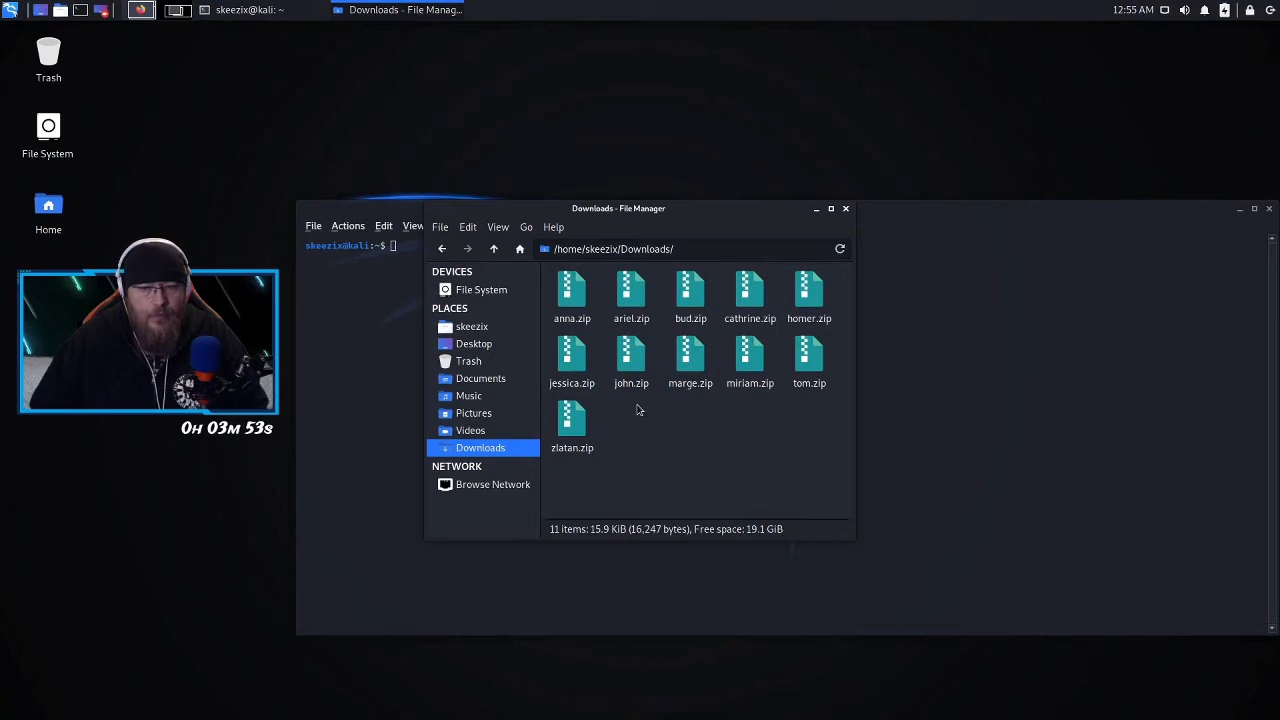 skeezix@kali: ~
Downloads - File Manag...
12:55 AM
Trash
File System
Home
0H 03M 53s
File Actions Edit View
skeezix@kali:~$
Downloads - File Manager
File Edit View Go Help
/home/skeezix/Downloads/
DEVICES
File System
PLACES
skeezix
Desktop
Trash
Documents
Music
Pictures
Videos
Downloads
NETWORK
Browse Network
anna.zip ariel.zip bud.zip cathrine.zip homer.zip
jessica.zip john.zip marge.zip miriam.zip tom.zip
zlatan.zip
11 items: 15.9 KiB (16,247 bytes), Free space: 19.1 GiB